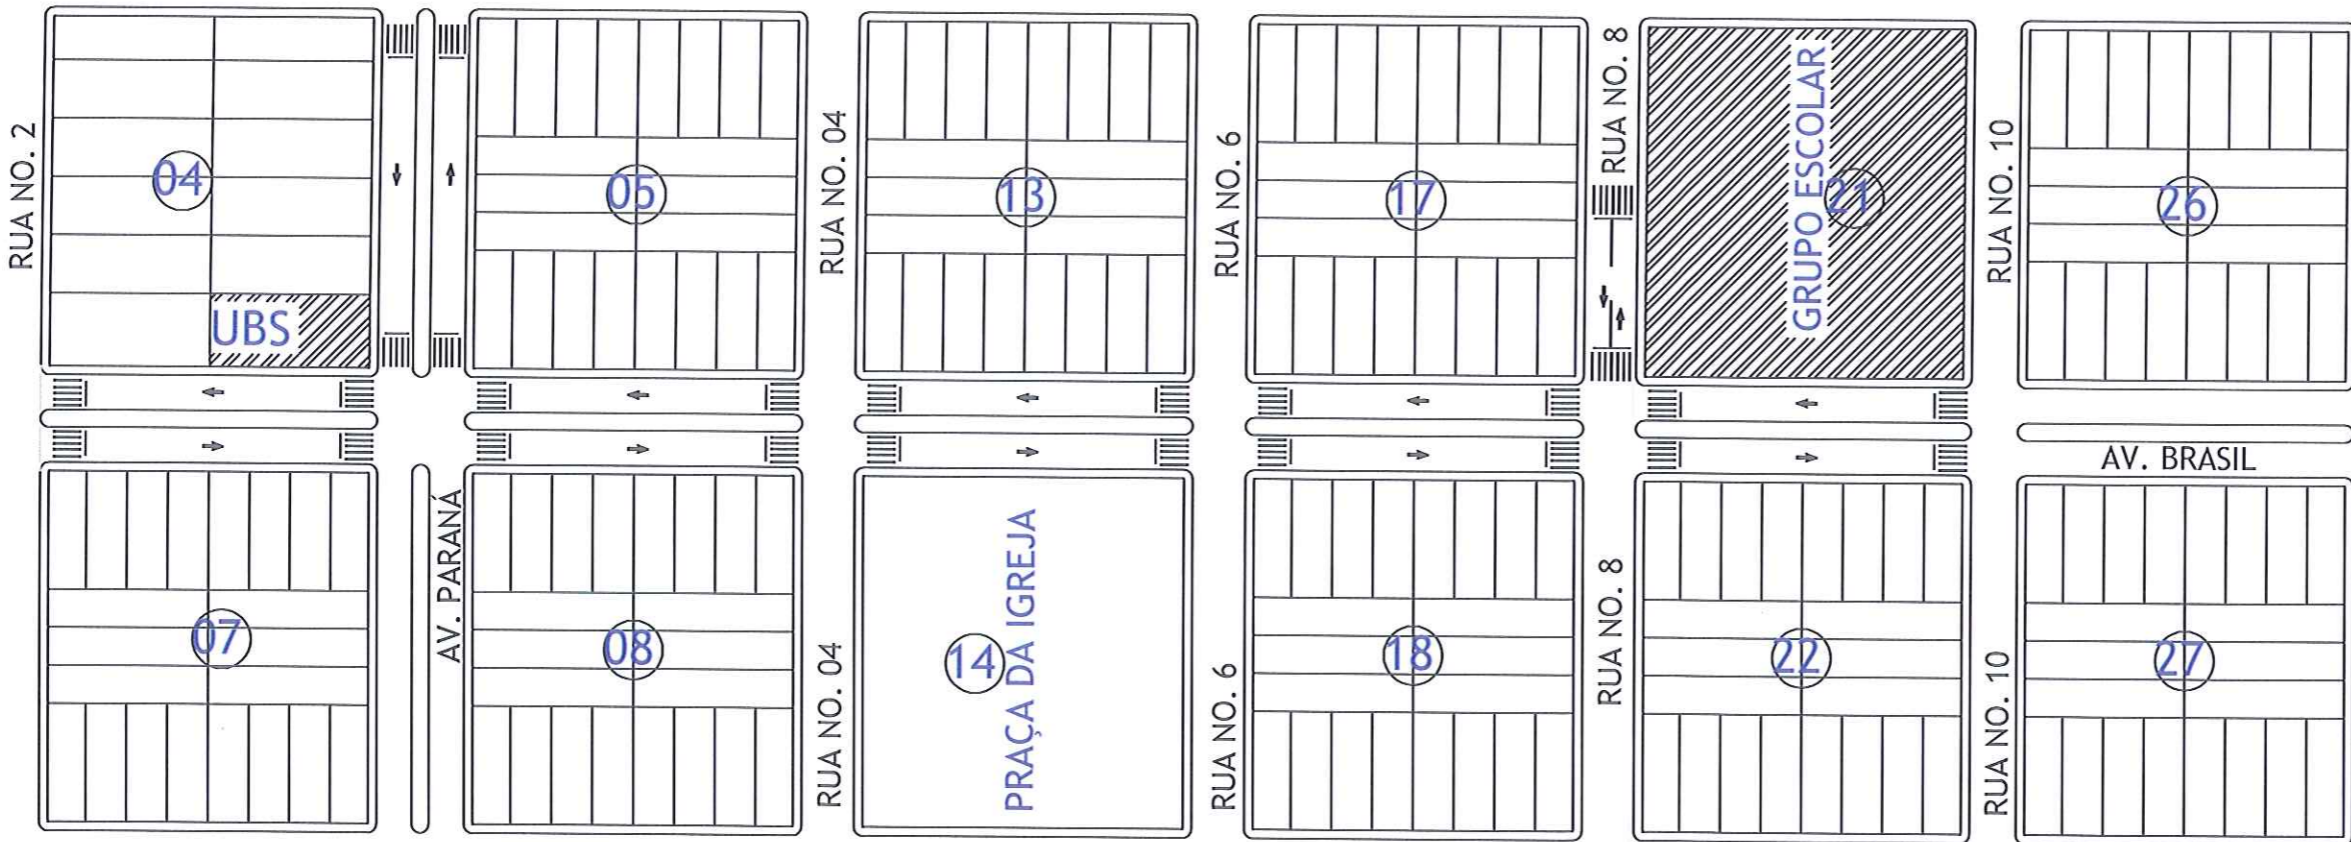 RUA NO. 2
04
UBS
05
RUA NO. 04
13
RUA NO. 6
17
RUA NO. 8
GRUPO ESCOLAR
21
RUA NO. 10
26
07
AV. PARANÁ
08
RUA NO. 04
14
PRAÇA DA IGREJA
RUA NO. 6
18
RUA NO. 8
22
RUA NO. 10
AV. BRASIL
27